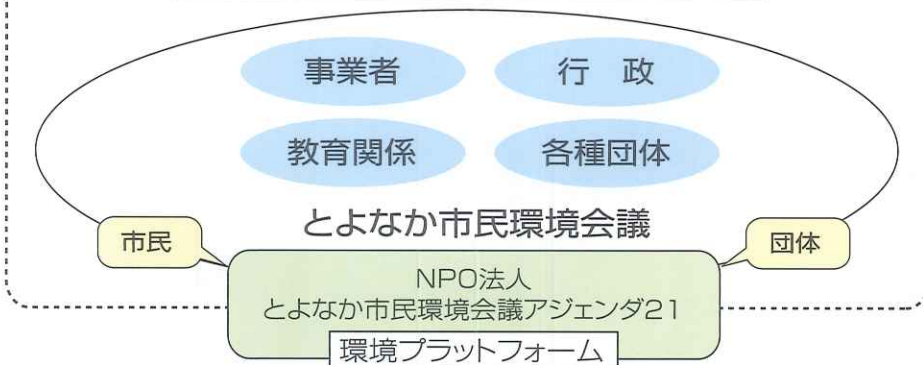 事業者
行 政
教育関係
各種団体
とよなか市民環境会議
市民
団体
NPO法人
とよなか市民環境会議アジェンダ21
環境プラットフォーム